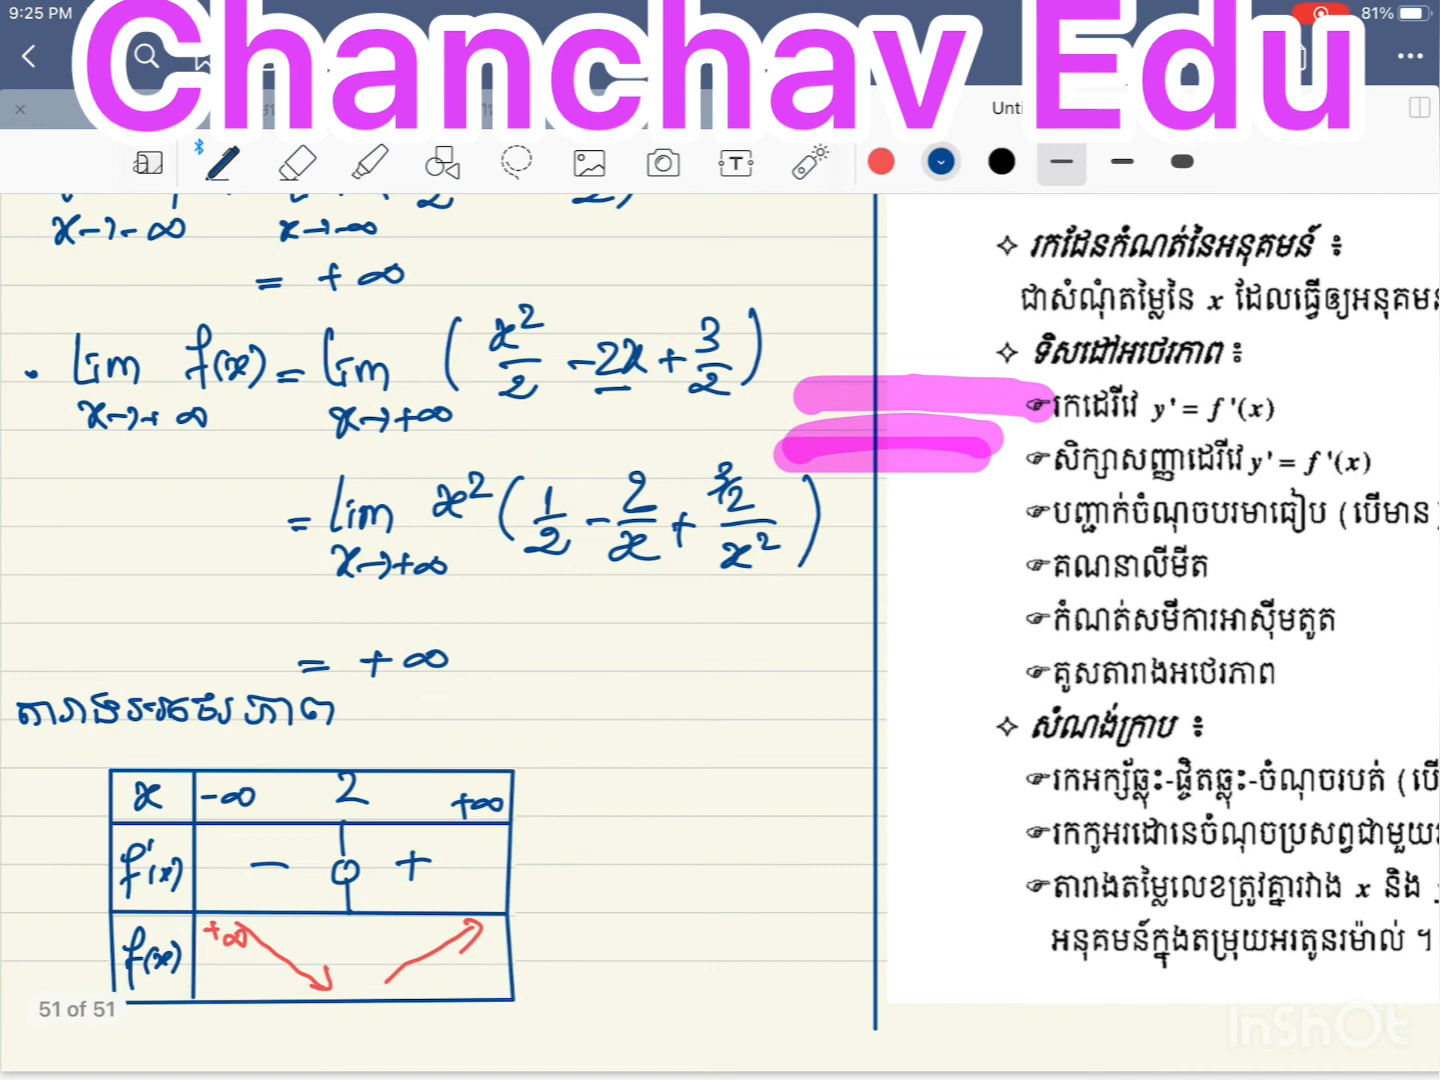 9:25 PM
81%
Chanchav Edu
Unti
x→-∞ x→-∞
= +∞
. lim f(x) = lim (x²/2 - 2x + 3/2)
x→+∞ x→+∞
= lim x² (1/2 - 2/x + 3/2/x²)
x→+∞
= +∞
តារាងអថេរភាព
x -∞ 2 +∞
f'(x) - 0 +
f(x) +∞
51 of 51
✧ រកដែនកំណត់នៃអនុគមន៍ ៖
ជាសំណុំតម្លៃនៃ x ដែលធ្វើឲ្យអនុគមន
✧ ទិសដៅអថេរភាព ៖
☞រកដេរីវេ y' = f '(x)
☞សិក្សាសញ្ញាដេរីវេ y' = f '(x)
☞បញ្ជាក់ចំណុចបរមាធៀប ( បើមាន )
☞គណនាលីមីត
☞កំណត់សមីការអាស៊ីមតូត
☞គូសតារាងអថេរភាព
✧ សំណង់ក្រាប ៖
☞រកអក្ស័ឆ្លុះ-ផ្ចិតឆ្លុះ-ចំណុចរបត់ ( បើ
☞រកកូអរដោនេចំណុចប្រសព្វជាមួយអ
☞តារាងតម្លៃលេខត្រូវគ្នារវាង x និង y
អនុគមន៍ក្នុងតម្រុយអរតូនរម៉ាល់ ។
InShOt